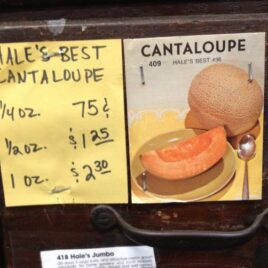 HALE'S-BEST
CANTALOUPE
1/4 OZ. 75¢
1/2 OZ. $1.25
1 OZ. $2.30
CANTALOUPE
409 HALE'S BEST #36
418 Hale's Jumbo